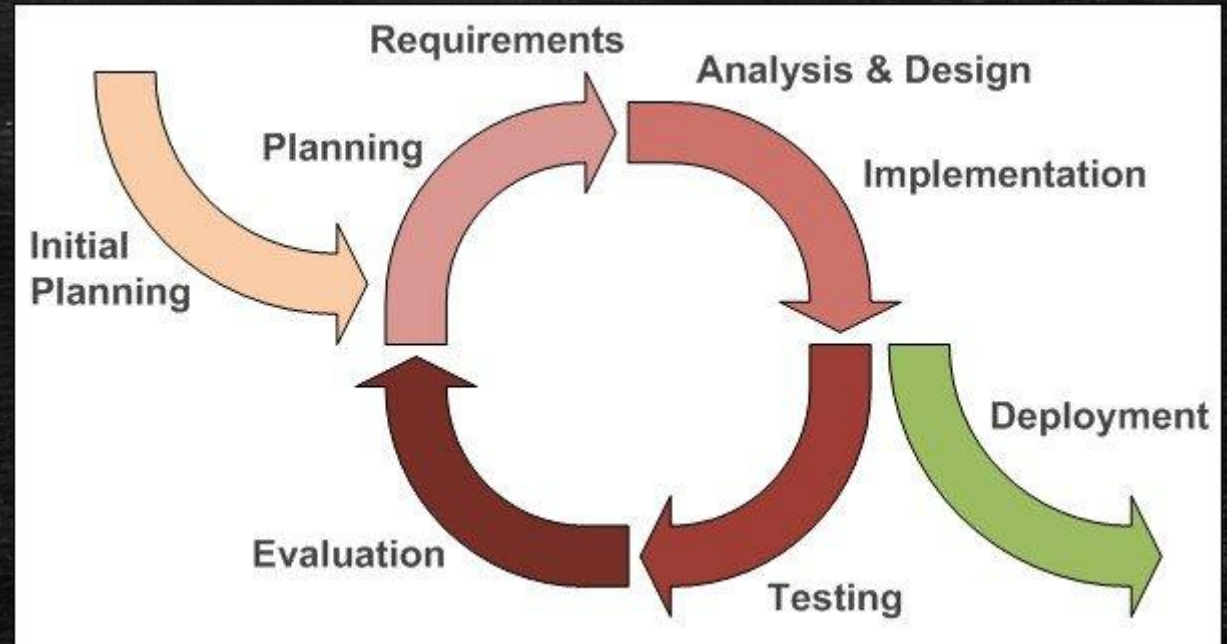 Requirements
Analysis & Design
Planning
Implementation
Initial
Planning
Deployment
Evaluation
Testing